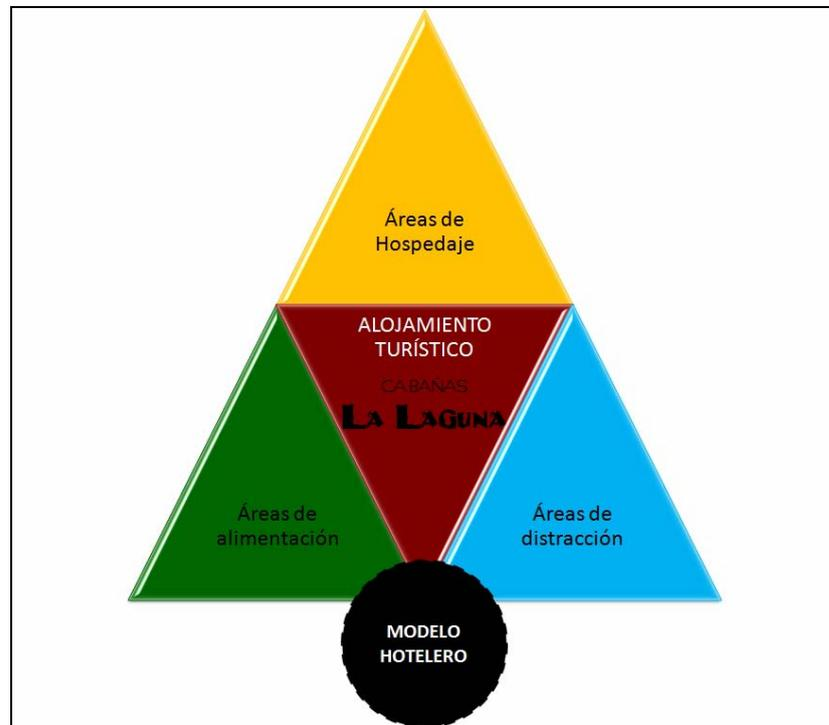 Áreas de
Hospedaje
ALOJAMIENTO
TURÍSTICO
CABAÑAS
LA LAGUNA
Áreas de
alimentación
Áreas de
distracción
MODELO
HOTELERO